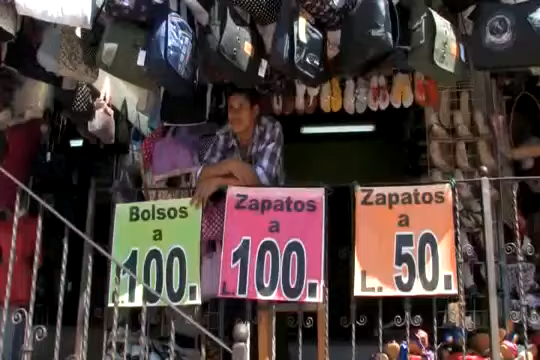 Bolsos
a
L. 100.
Zapatos
a
L. 100.
Zapatos
a
L. 50.